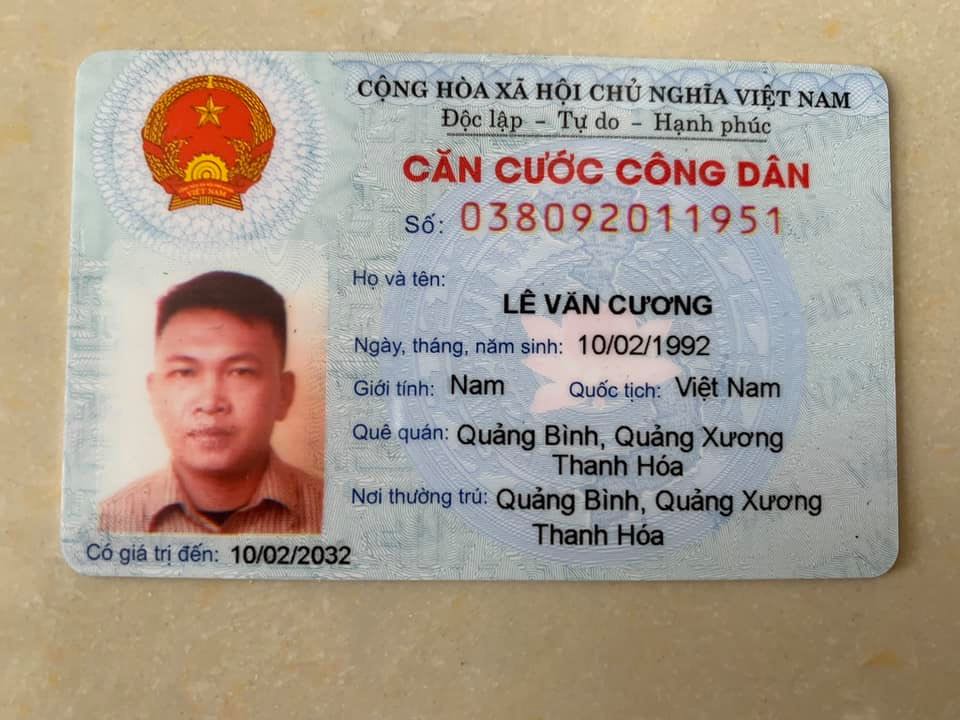 CỘNG HÒA XÃ HỘI CHỦ NGHĨA VIỆT NAM
Độc lập - Tự do - Hạnh phúc
CĂN CƯỚC CÔNG DÂN
Số: 038092011951
Họ và tên:
LÊ VĂN CƯƠNG
Ngày, tháng, năm sinh: 10/02/1992
Giới tính: Nam Quốc tịch: Việt Nam
Quê quán: Quảng Bình, Quảng Xương
Thanh Hóa
Nơi thường trú: Quảng Bình, Quảng Xương
Thanh Hóa
Có giá trị đến: 10/02/2032
VIỆT NAM